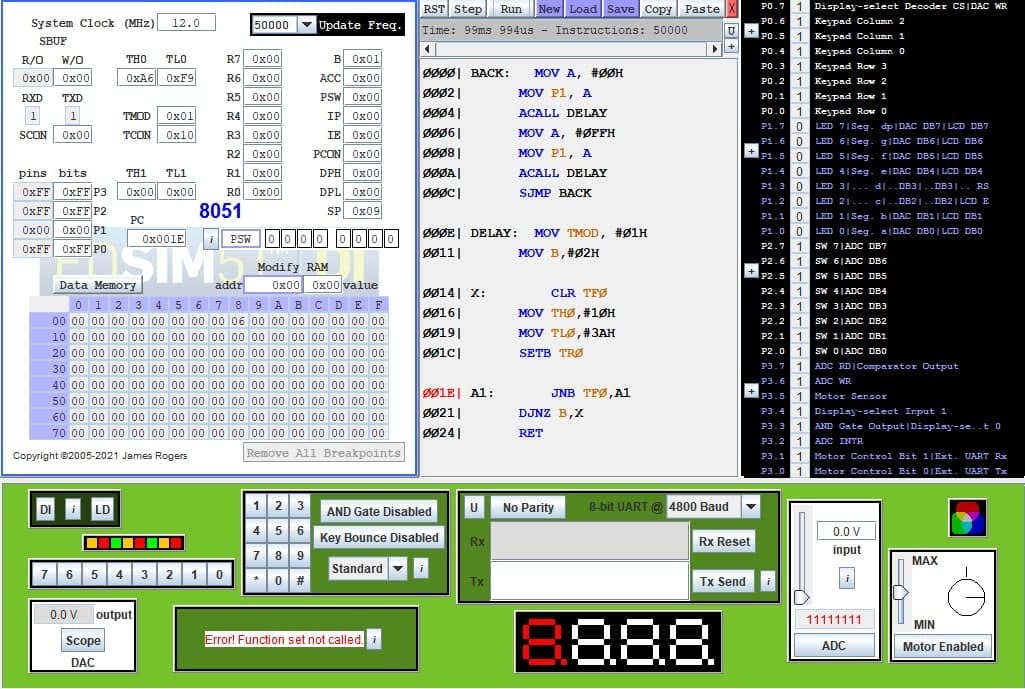 System Clock (MHz) 12.0
50000 Update Freq.
SBUF
R/O W/O
0x00 0x00
RXD TXD
1 1
SCON 0x00
TH0 TL0
0xA6 0xF9
TMOD 0x01
TCON 0x10
TH1 TL1
0x00 0x00
R7 0x00
R6 0x00
R5 0x00
R4 0x00
R3 0x00
R2 0x00
R1 0x00
R0 0x00
B 0x01
ACC 0x00
PSW 0x00
IP 0x00
IE 0x00
PCON 0x00
DPH 0x00
DPL 0x00
SP 0x09
pins bits
0xFF 0xFF P3
0xFF 0xFF P2
0x00 0x00 P1
0xFF 0xFF P0
8051
PC
0x001E i PSW 0 0 0 0 0 0 0 0
Modify RAM
Data Memory addr 0x00 0x00 value
0 1 2 3 4 5 6 7 8 9 A B C D E F
00 00 00 00 00 00 00 00 00 06 00 00 00 00 00 00 00
10 00 00 00 00 00 00 00 00 00 00 00 00 00 00 00 00
20 00 00 00 00 00 00 00 00 00 00 00 00 00 00 00 00
30 00 00 00 00 00 00 00 00 00 00 00 00 00 00 00 00
40 00 00 00 00 00 00 00 00 00 00 00 00 00 00 00 00
50 00 00 00 00 00 00 00 00 00 00 00 00 00 00 00 00
60 00 00 00 00 00 00 00 00 00 00 00 00 00 00 00 00
70 00 00 00 00 00 00 00 00 00 00 00 00 00 00 00 00
Copyright ©2005-2021 James Rogers Remove All Breakpoints
RST Step Run New Load Save Copy Paste X
Time: 99ms 994us - Instructions: 50000 U
0000| BACK: MOV A, #00H
0002| MOV P1, A
0004| ACALL DELAY
0006| MOV A, #0FFH
0008| MOV P1, A
000A| ACALL DELAY
000C| SJMP BACK
000E| DELAY: MOV TMOD, #01H
0011| MOV B,#02H
0014| X: CLR TF0
0016| MOV TH0,#10H
0019| MOV TL0,#3AH
001C| SETB TR0
001E| A1: JNB TF0,A1
0021| DJNZ B,X
0024| RET
P0.7 1 Display-select Decoder CS|DAC WR
P0.6 1 Keypad Column 2
P0.5 1 Keypad Column 1
P0.4 1 Keypad Column 0
P0.3 1 Keypad Row 3
P0.2 1 Keypad Row 2
P0.1 1 Keypad Row 1
P0.0 1 Keypad Row 0
P1.7 0 LED 7|Seg. dp|DAC DB7|LCD DB7
P1.6 0 LED 6|Seg. g|DAC DB6|LCD DB6
P1.5 0 LED 5|Seg. f|DAC DB5|LCD DB5
P1.4 0 LED 4|Seg. e|DAC DB4|LCD DB4
P1.3 0 LED 3|... d|..DB3|..DB3|.. RS
P1.2 0 LED 2|... c|..DB2|..DB2|LCD E
P1.1 0 LED 1|Seg. b|DAC DB1|LCD DB1
P1.0 0 LED 0|Seg. a|DAC DB0|LCD DB0
P2.7 1 SW 7|ADC DB7
P2.6 1 SW 6|ADC DB6
P2.5 1 SW 5|ADC DB5
P2.4 1 SW 4|ADC DB4
P2.3 1 SW 3|ADC DB3
P2.2 1 SW 2|ADC DB2
P2.1 1 SW 1|ADC DB1
P2.0 1 SW 0|ADC DB0
P3.7 1 ADC RD|Comparator Output
P3.6 1 ADC WR
P3.5 1 Motor Sensor
P3.4 1 Display-select Input 1
P3.3 1 AND Gate Output|Display-se..t 0
P3.2 1 ADC INTR
P3.1 1 Motor Control Bit 1|Ext. UART Rx
P3.0 1 Motor Control Bit 0|Ext. UART Tx
DI i LD
7 6 5 4 3 2 1 0
0.0 V output
Scope
DAC
1 2 3
4 5 6
7 8 9
* 0 #
AND Gate Disabled
Key Bounce Disabled
Standard i
Error! Function set not called. i
U No Parity 8-bit UART @ 4800 Baud
Rx Rx Reset
Tx Tx Send i
8.8.8.8.
0.0 V
input
i
11111111
ADC
MAX
MIN
Motor Enabled